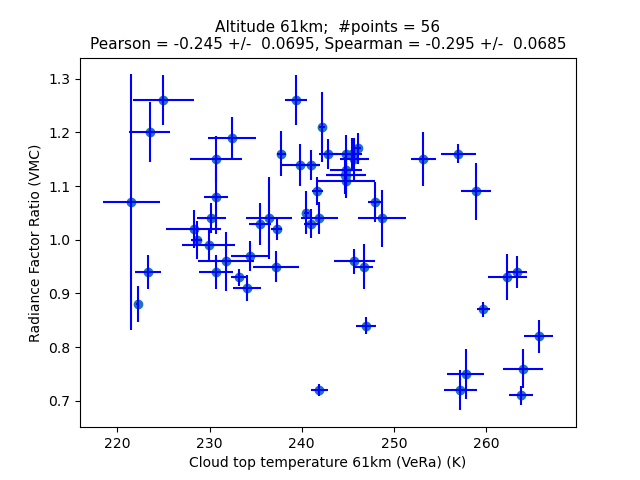 Altitude 61km;  #points = 56
Pearson = -0.245 +/-  0.0695, Spearman = -0.295 +/-  0.0685
Radiance Factor Ratio (VMC)
1.3
1.2
1.1
1.0
0.9
0.8
0.7
220 230 240 250 260
Cloud top temperature 61km (VeRa) (K)